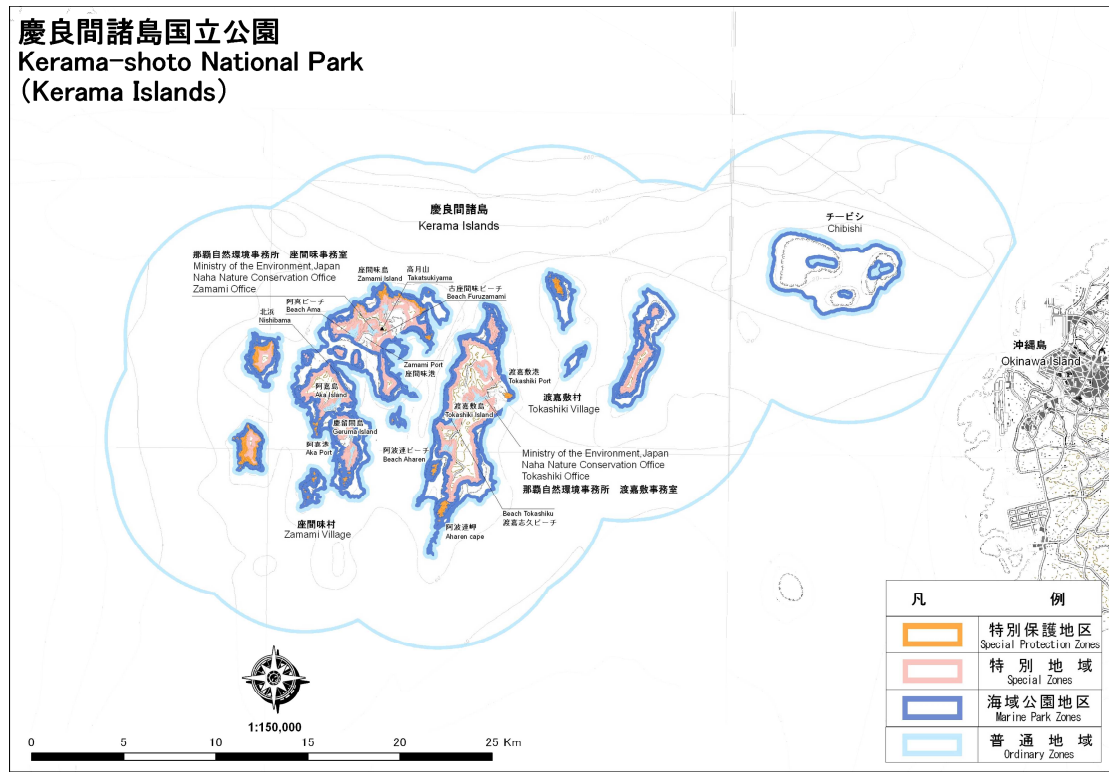 慶良間諸島国立公園
Kerama-shoto National Park
(Kerama Islands)
慶良間諸島
Kerama Islands
チービシ
Chibishi
那覇自然環境事務所 座間味事務室
Ministry of the Environment,Japan
Naha Nature Conservation Office
Zamami Office
座間味島
Zamami Island
高月山
Takatsukiyama
古座間味ビーチ
Beach Furuzamami
阿真ビーチ
Beach Ama
北浜
Nishibama
Zamami Port
座間味港
沖縄島
Okinawa Island
渡嘉敷港
Tokashiki Port
阿嘉島
Aka Island
渡嘉敷村
Tokashiki Village
渡嘉敷島
Tokashiki Island
慶留間島
Geruma Island
阿嘉港
Aka Port
阿波連ビーチ
Beach Aharen
Ministry of the Environment,Japan
Naha Nature Conservation Office
Tokashiki Office
那覇自然環境事務所 渡嘉敷事務室
Beach Tokashiku
渡嘉志久ビーチ
座間味村
Zamami Village
阿波連岬
Aharen cape
凡 例
特別保護地区
Special Protection Zones
特別地域
Special Zones
海域公園地区
Marine Park Zones
普通地域
Ordinary Zones
1:150,000
0 5 10 15 20 25 Km